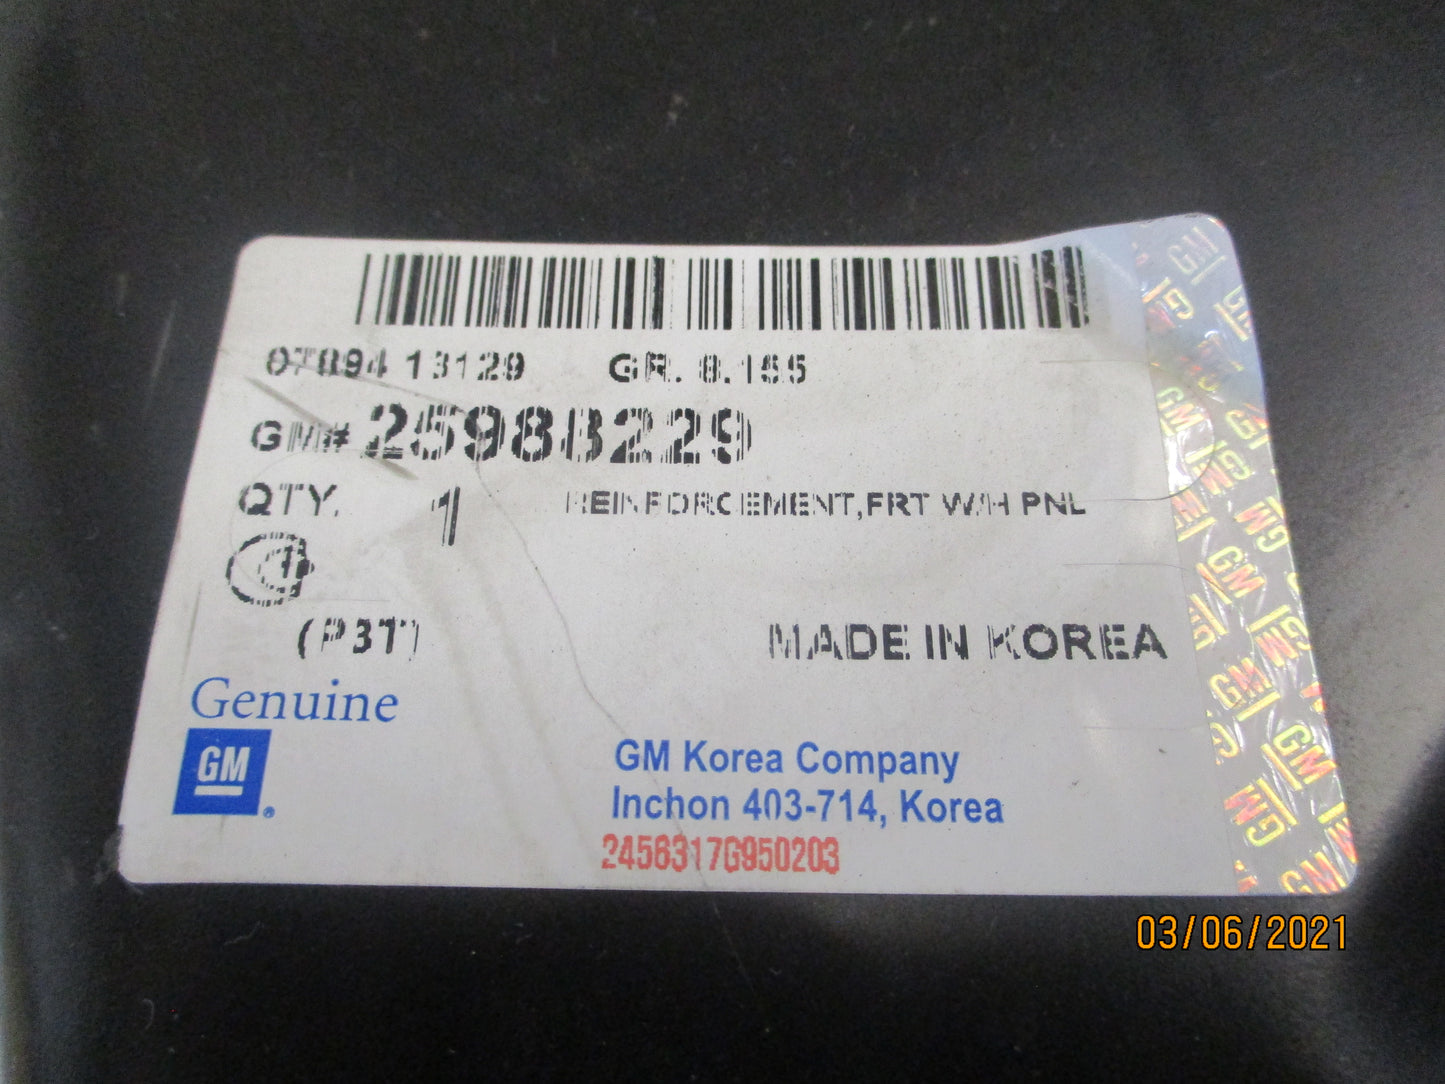 07894 13129 GR. 8.155
GM# 25988229
QTY. 1 REINFORCEMENT,FRT W/H PNL
(P3T)
MADE IN KOREA
Genuine
GM
GM Korea Company
Inchon 403-714, Korea
2456317G950203
03/06/2021